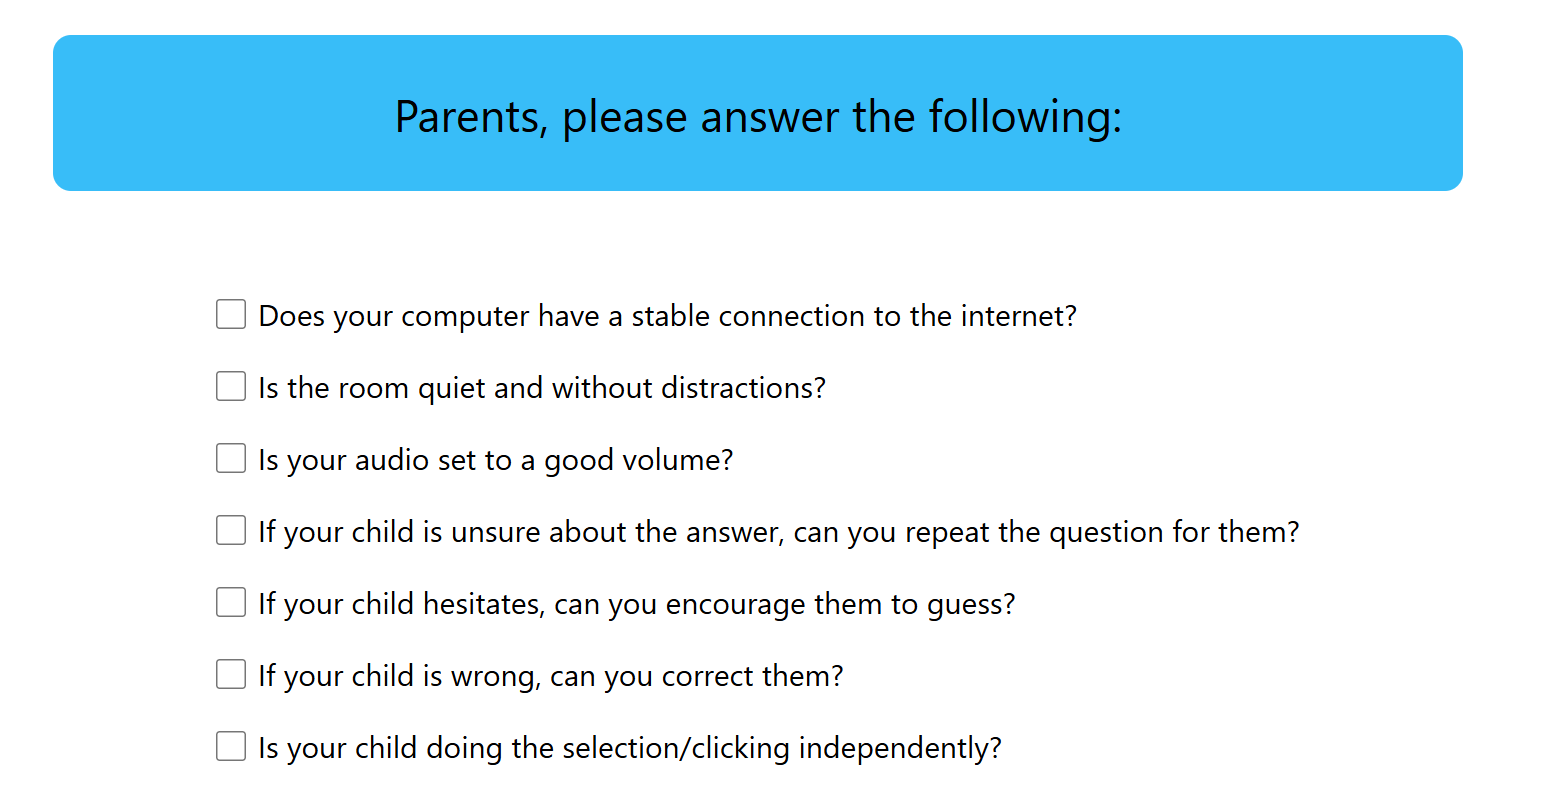 Parents, please answer the following:
Does your computer have a stable connection to the internet?
Is the room quiet and without distractions?
Is your audio set to a good volume?
If your child is unsure about the answer, can you repeat the question for them?
If your child hesitates, can you encourage them to guess?
If your child is wrong, can you correct them?
Is your child doing the selection/clicking independently?